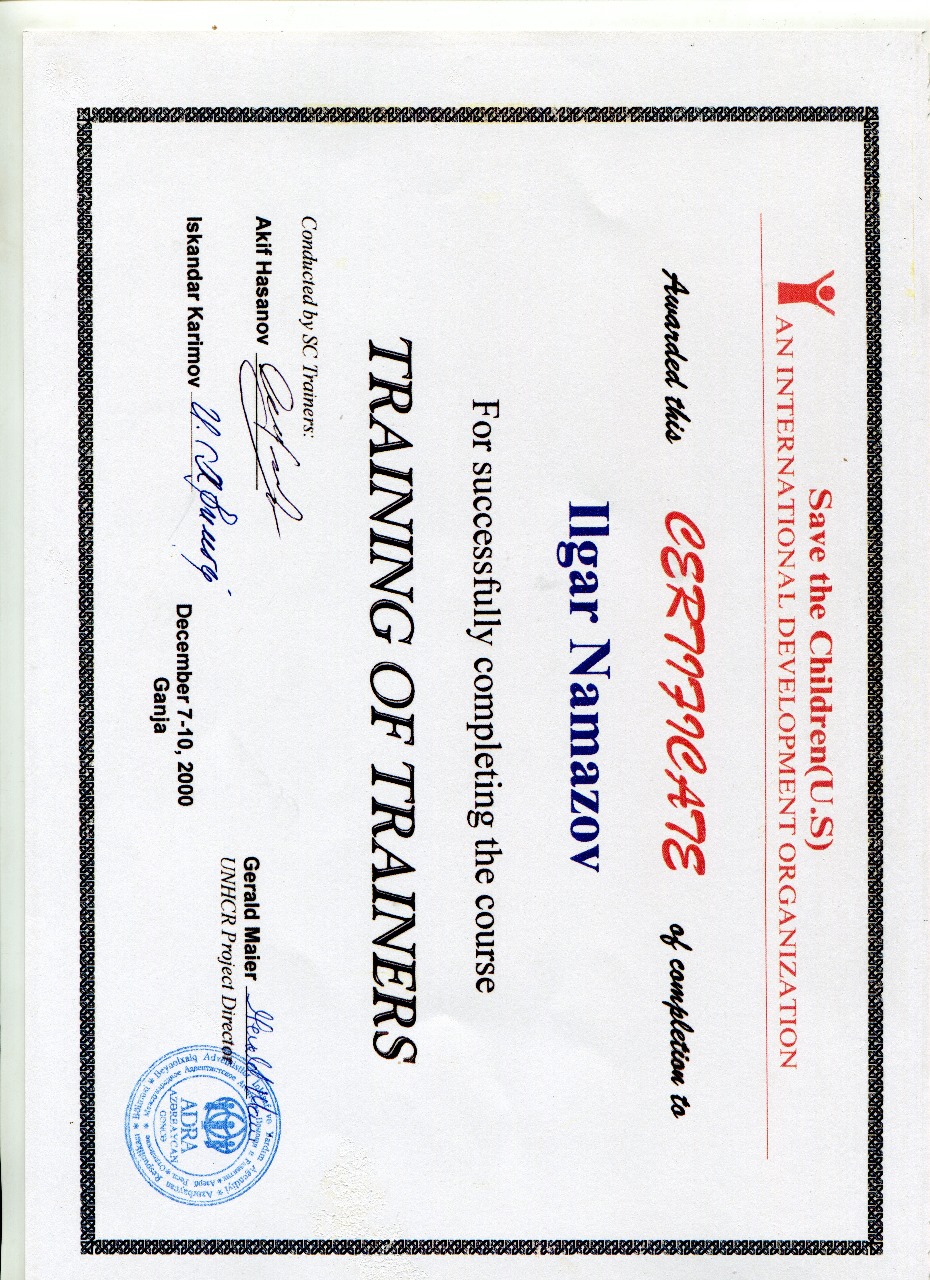 Save the Children(U.S)
AN INTERNATIONAL DEVELOPMENT ORGANIZATION
Awarded this CERTIFICATE of completion to
Ilgar Namazov
For successfully completing the course
TRAINING OF TRAINERS
Conducted by SC Trainers:
Akif Hasanov
Iskandar Karimov
December 7-10, 2000
Ganja
Gerald Maier
UNHCR Project Director
ADRA
AZƏRBAYCAN